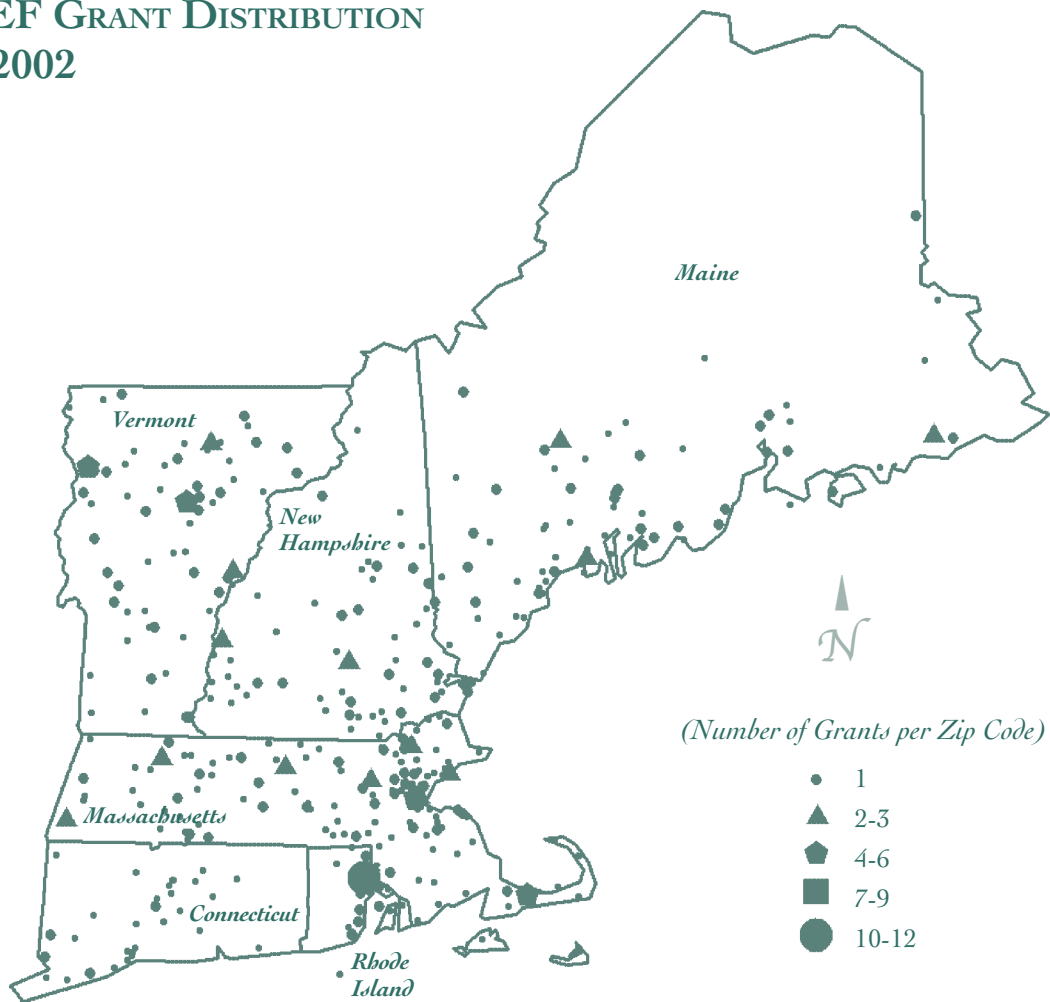 EF GRANT DISTRIBUTION
2002
Maine
Vermont
New
Hampshire
N
(Number of Grants per Zip Code)
1
2-3
Massachusetts
4-6
7-9
Connecticut
10-12
Rhode
Island